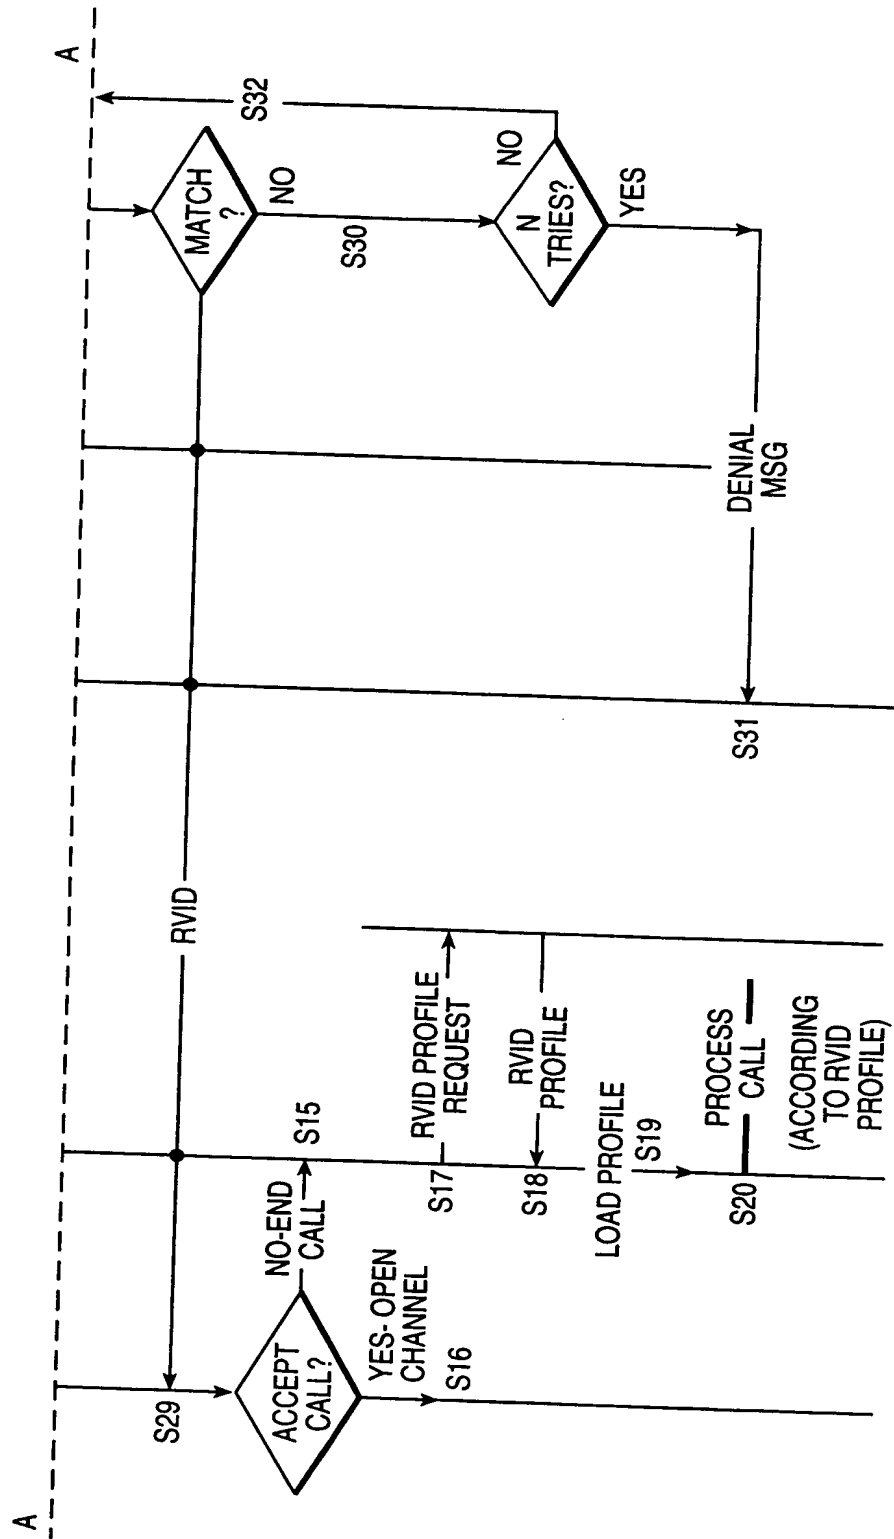 A
A
S29
RVID
MATCH
?
NO
S32
ACCEPT
CALL?
NO-END
CALL
S15
S30
YES- OPEN
CHANNEL
S16
S17
RVID PROFILE
REQUEST
N
TRIES?
NO
YES
S18
RVID
PROFILE
LOAD PROFILE
S19
S20
PROCESS
CALL
(ACCORDING
TO RVID
PROFILE)
S31
DENIAL
MSG